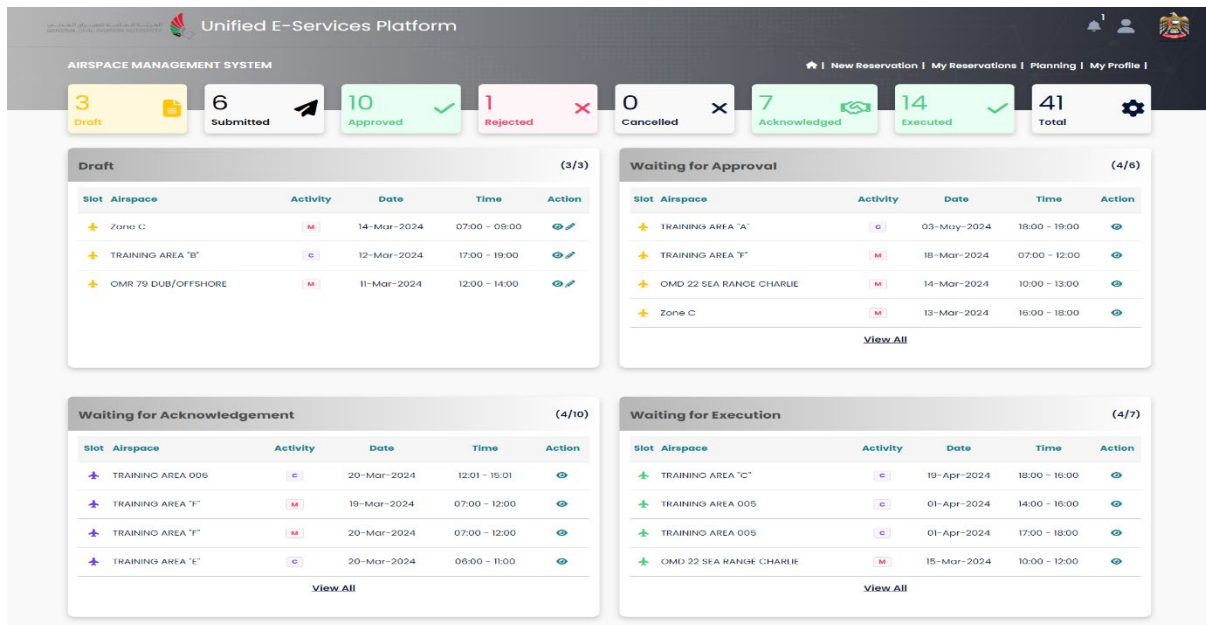 Unified E-Services Platform
1
AIRSPACE MANAGEMENT SYSTEM
| New Reservation | My Reservations | Planning | My Profile |
3 Draft
6 Submitted
10 Approved
1 Rejected
0 Cancelled
7 Acknowledged
14 Executed
41 Total
Draft (3/3)
Slot Airspace Activity Date Time Action
Zone C M 14-Mar-2024 07:00 - 09:00
TRAINING AREA "B" C 12-Mar-2024 17:00 - 19:00
OMR 79 DUB/OFFSHORE M 11-Mar-2024 12:00 - 14:00
Waiting for Approval (4/6)
Slot Airspace Activity Date Time Action
TRAINING AREA "A" C 03-May-2024 18:00 - 19:00
TRAINING AREA "F" M 18-Mar-2024 07:00 - 12:00
OMD 22 SEA RANGE CHARLIE M 14-Mar-2024 10:00 - 13:00
Zone C M 13-Mar-2024 16:00 - 18:00
View All
Waiting for Acknowledgement (4/10)
Slot Airspace Activity Date Time Action
TRAINING AREA 006 C 20-Mar-2024 12:01 - 15:01
TRAINING AREA "F" M 19-Mar-2024 07:00 - 12:00
TRAINING AREA "F" M 20-Mar-2024 07:00 - 12:00
TRAINING AREA "E" C 20-Mar-2024 06:00 - 11:00
View All
Waiting for Execution (4/7)
Slot Airspace Activity Date Time Action
TRAINING AREA "C" C 19-Apr-2024 18:00 - 16:00
TRAINING AREA 005 C 01-Apr-2024 14:00 - 16:00
TRAINING AREA 005 C 01-Apr-2024 17:00 - 18:00
OMD 22 SEA RANGE CHARLIE M 15-Mar-2024 10:00 - 12:00
View All